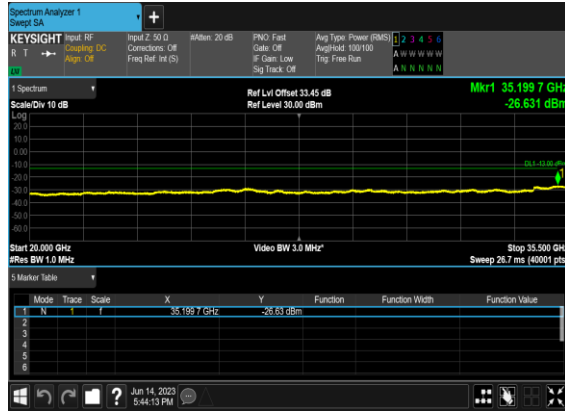 Spectrum Analyzer 1
Swept SA
KEYSIGHT
R T
LXI
Input: RF
Coupling: DC
Align: Off
Input Z: 50 Ω
Corrections: Off
Freq Ref: Int (S)
#Atten: 20 dB
PNO: Fast
Gate: Off
IF Gain: Low
Sig Track: Off
Avg Type: Power (RMS)
Avg|Hold: 100/100
Trig: Free Run
1 2 3 4 5 6
A W W W W W
A N N N N N
1 Spectrum
Scale/Div 10 dB
Ref Lvl Offset 33.45 dB
Ref Level 30.00 dBm
Mkr1 35.199 7 GHz
-26.631 dBm
Log
20.0
10.0
0.00
-10.0
-20.0
-30.0
-40.0
-50.0
-60.0
DL1 -13.00 dBm
1
Start 20.000 GHz
#Res BW 1.0 MHz
Video BW 3.0 MHz*
Stop 35.500 GHz
Sweep 26.7 ms (40001 pts)
5 Marker Table
Mode Trace Scale X Y Function Function Width Function Value
1 N 1 f 35.199 7 GHz -26.63 dBm
2
3
4
5
6
?
Jun 14, 2023
5:44:13 PM